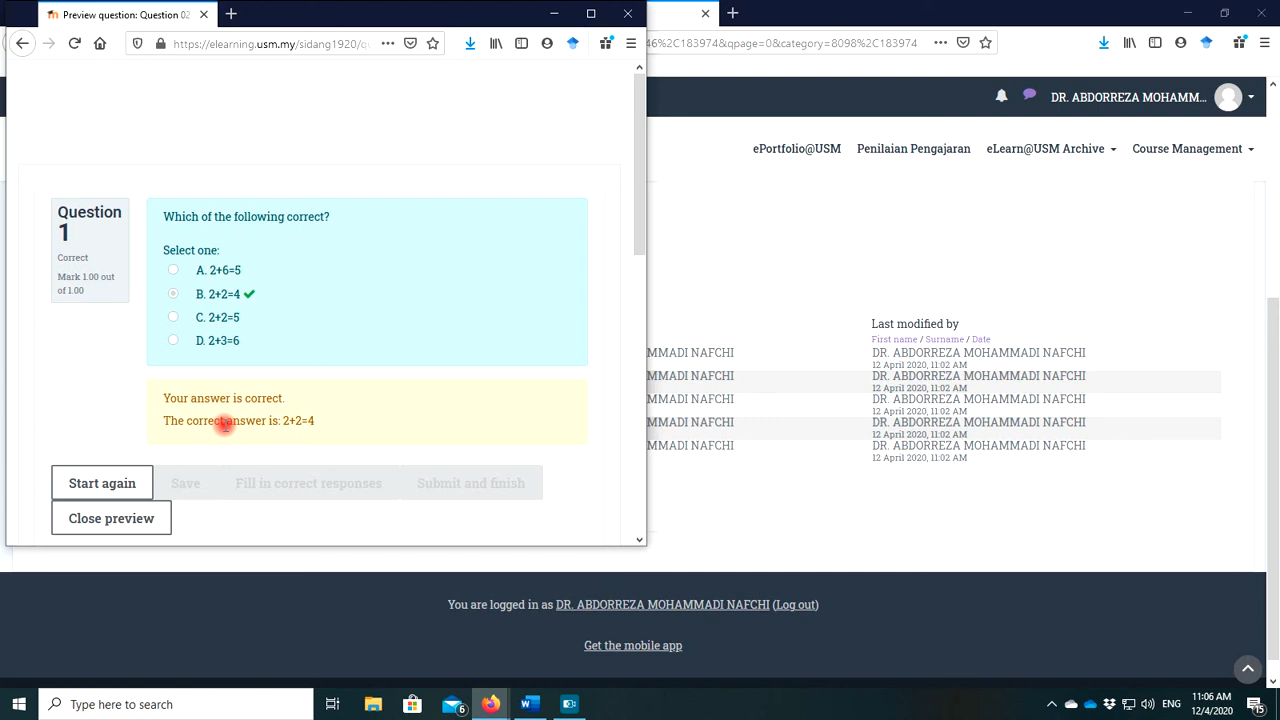 Preview question: Question 02
https://elearning.usm.my/sidang1920/qu
46%2C183974&qpage=0&category=8098%2C183974
DR. ABDORREZA MOHAMM...
ePortfolio@USM Penilaian Pengajaran eLearn@USM Archive Course Management
Question
1
Correct
Mark 1.00 out
of 1.00
Which of the following correct?
Select one:
A. 2+6=5
B. 2+2=4
C. 2+2=5
D. 2+3=6
Your answer is correct.
The correct answer is: 2+2=4
Start again Save Fill in correct responses Submit and finish
Close preview
Last modified by
First name / Surname / Date
MMADI NAFCHI DR. ABDORREZA MOHAMMADI NAFCHI
12 April 2020, 11:02 AM
MMADI NAFCHI DR. ABDORREZA MOHAMMADI NAFCHI
12 April 2020, 11:02 AM
MMADI NAFCHI DR. ABDORREZA MOHAMMADI NAFCHI
12 April 2020, 11:02 AM
MMADI NAFCHI DR. ABDORREZA MOHAMMADI NAFCHI
12 April 2020, 11:02 AM
MMADI NAFCHI DR. ABDORREZA MOHAMMADI NAFCHI
12 April 2020, 11:02 AM
You are logged in as DR. ABDORREZA MOHAMMADI NAFCHI (Log out)
Get the mobile app
Type here to search
6
ENG
11:06 AM
12/4/2020
15